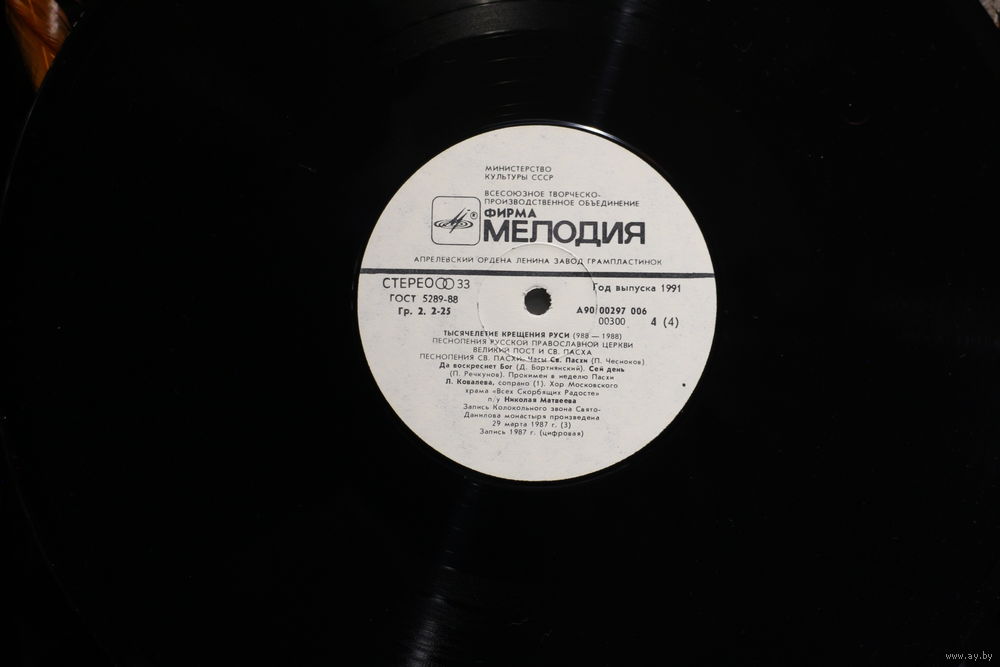 МИНИСТЕРСТВО
КУЛЬТУРЫ СССР
ВСЕСОЮЗНОЕ ТВОРЧЕСКО-
ПРОИЗВОДСТВЕННОЕ ОБЪЕДИНЕНИЕ
ФИРМА
® МЕЛОДИЯ
АПРЕЛЕВСКИЙ ОРДЕНА ЛЕНИНА ЗАВОД ГРАМПЛАСТИНОК
СТЕРЕО 33
Год выпуска 1991
ГОСТ 5289-88
Гр. 2. 2-25
А90 00297 006
00300 4 (4)
ТЫСЯЧЕЛЕТИЕ КРЕЩЕНИЯ РУСИ (988 — 1988)
ПЕСНОПЕНИЯ РУССКОЙ ПРАВОСЛАВНОЙ ЦЕРКВИ
ВЕЛИКИЙ ПОСТ И СВ. ПАСХА
ПЕСНОПЕНИЯ СВ. ПАСХИ. Часы Св. Пасхи (П. Чесноков)
Да воскреснет Бог (Д. Бортнянский). Сей день
(П. Речкунов). Прокимен в неделю Пасхи
Л. Ковалева, сопрано (1). Хор Московского
храма «Всех Скорбящих Радосте»
п/у Николая Матвеева
Запись Колокольного звона Свято-
Данилова монастыря произведена
29 марта 1987 г. (3)
Запись 1987 г. (цифровая)
www.ay.by